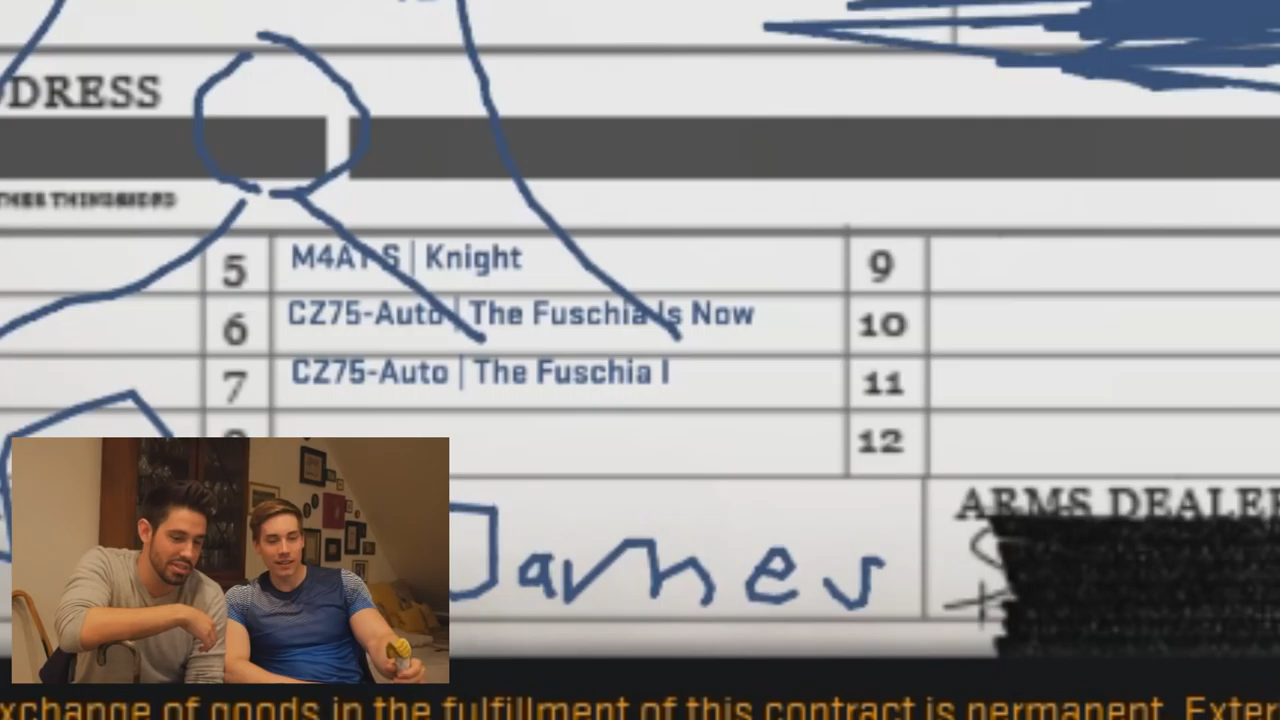 DRESS
5 M4A1-S | Knight 9
6 CZ75-Auto | The Fuschia Is Now 10
7 CZ75-Auto | The Fuschia I 11
12
James
ARMS DEALER
xchange of goods in the fulfillment of this contract is permanent. Exter